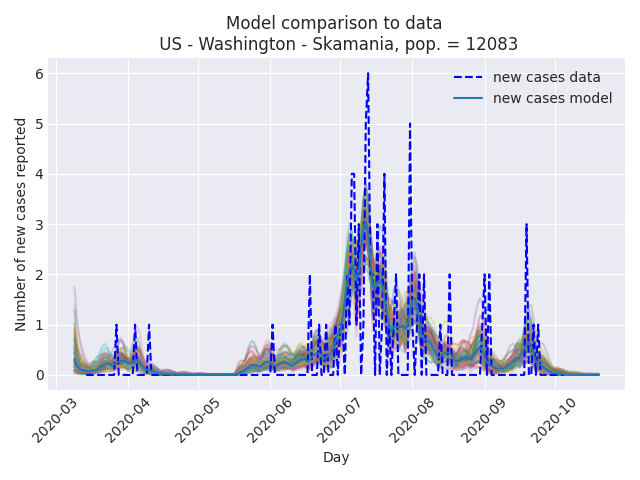 Model comparison to data
US - Washington - Skamania, pop. = 12083
new cases data
new cases model
Number of new cases reported
6
5
4
3
2
1
0
2020-03
2020-04
2020-05
2020-06
2020-07
2020-08
2020-09
2020-10
Day